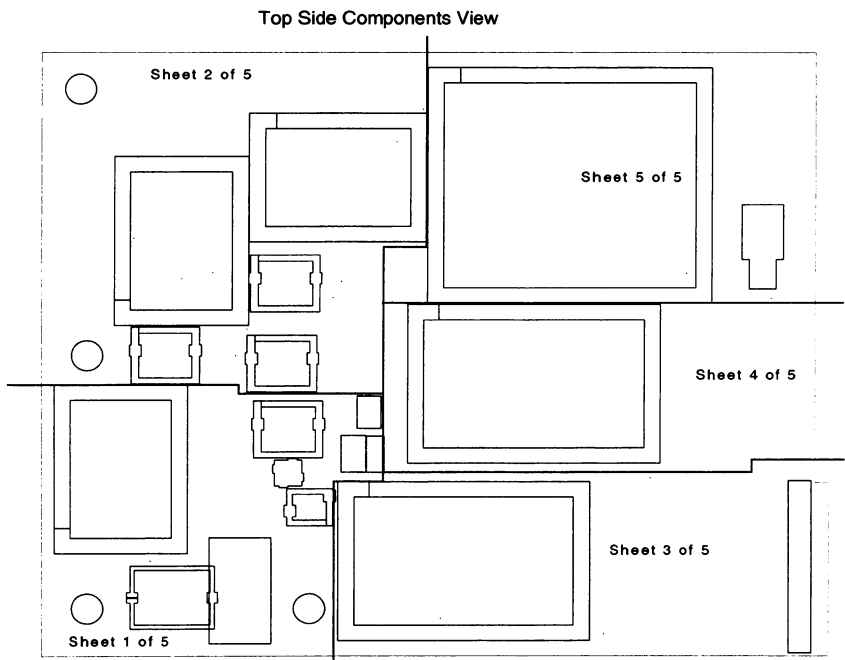 Top Side Components View
Sheet 2 of 5
Sheet 5 of 5
Sheet 4 of 5
Sheet 3 of 5
Sheet 1 of 5